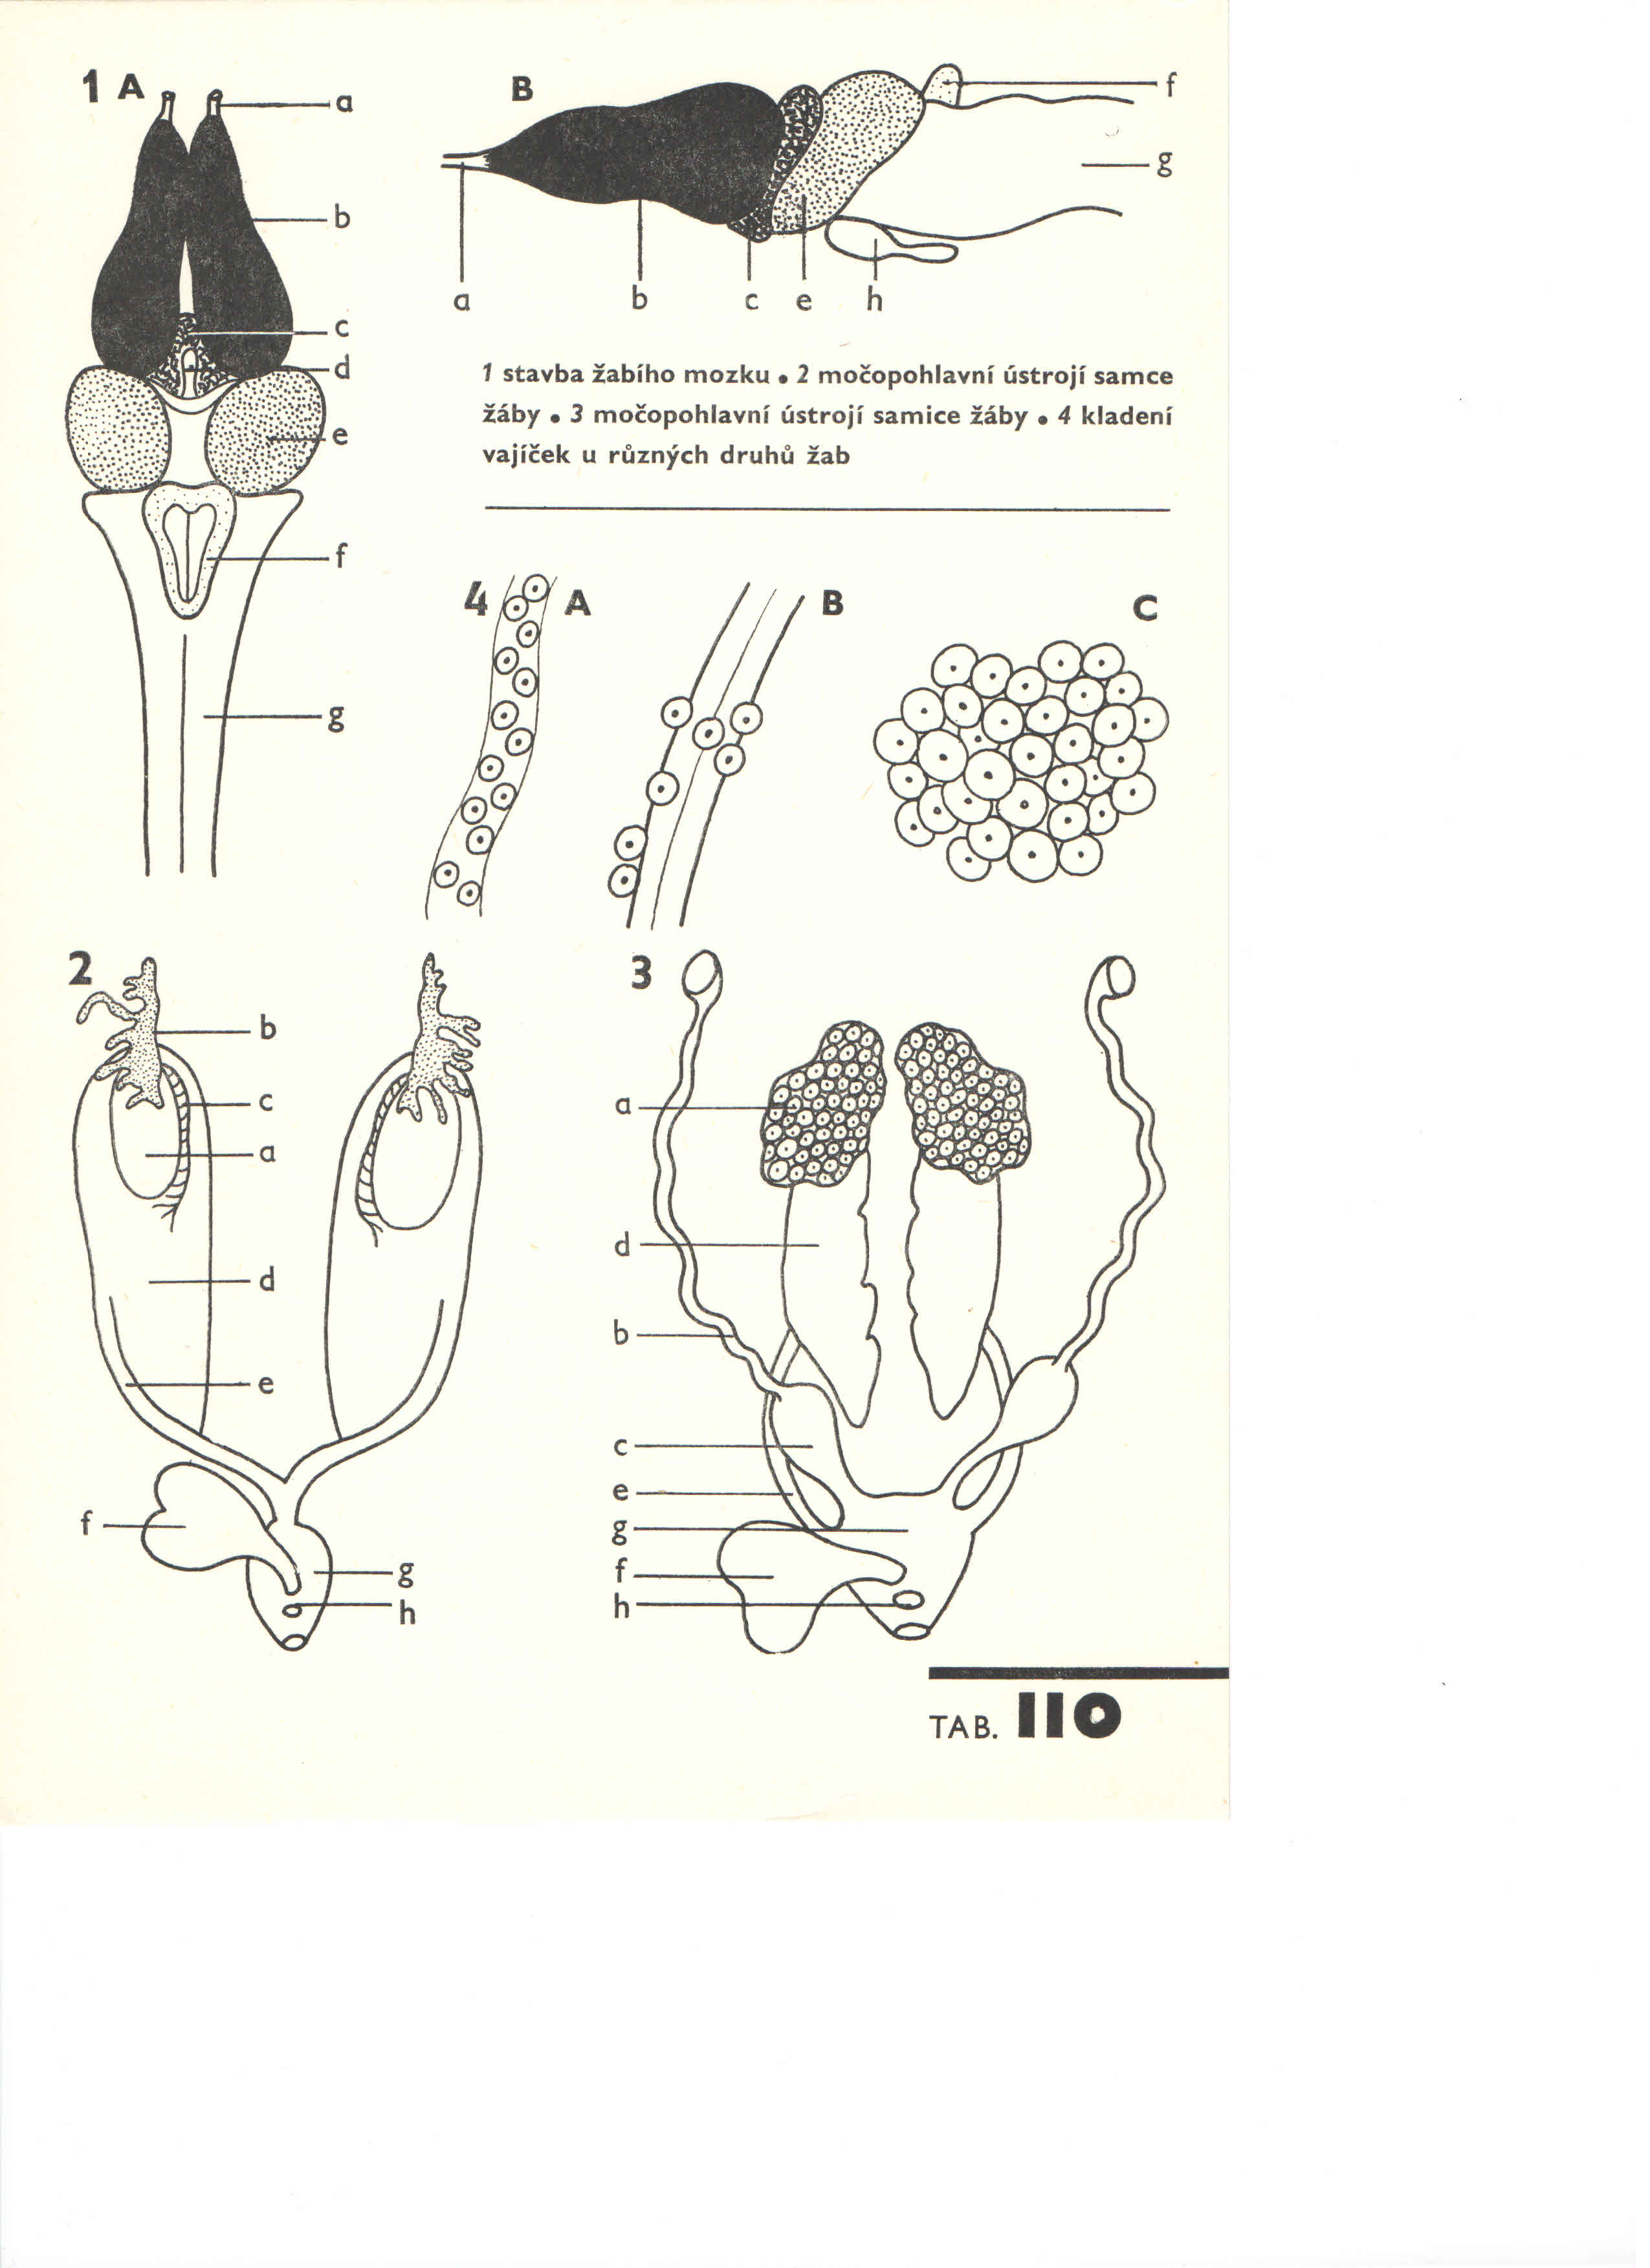 1 A
a
b
c
d
e
f
g
B
f
g
a b c e h
1 stavba žabího mozku • 2 močopohlavní ústrojí samce
žáby • 3 močopohlavní ústrojí samice žáby • 4 kladení
vajíček u různých druhů žab
4 A B C
2
b
c
a
d
e
f
g
h
3
a
d
b
c
e
g
f
h
TAB. 110